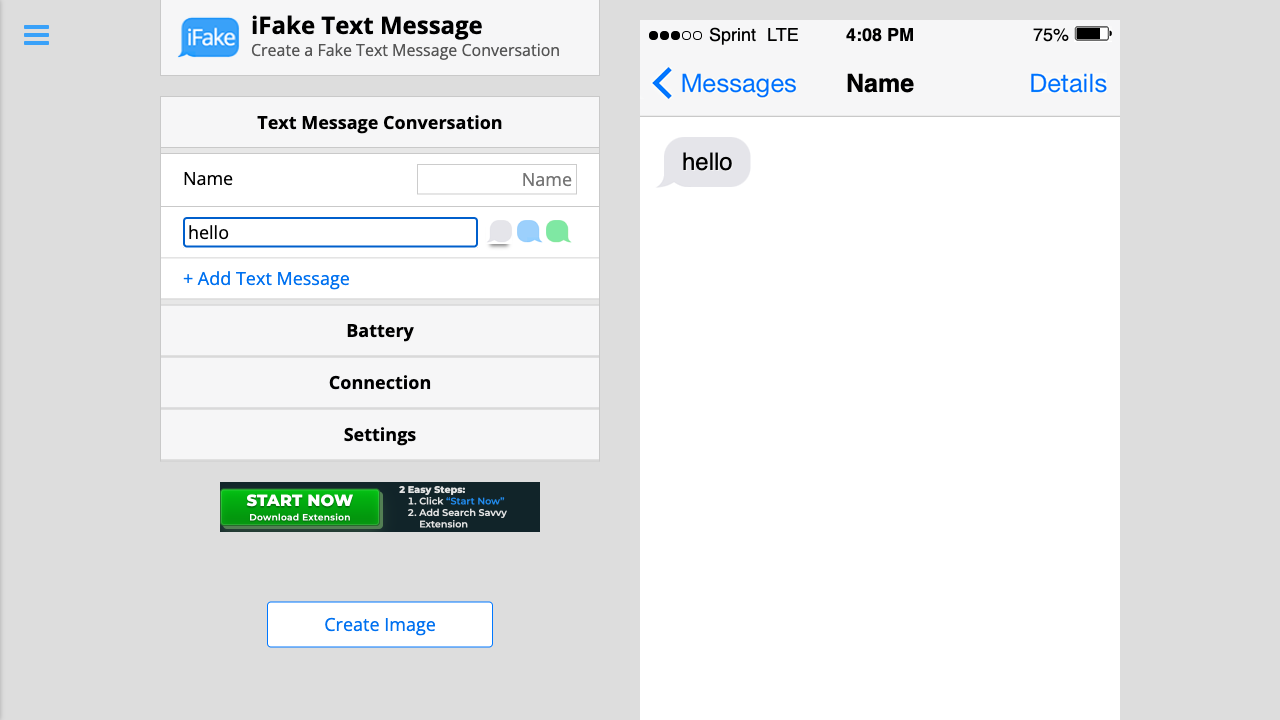 iFake
iFake Text Message
Create a Fake Text Message Conversation
Text Message Conversation
Name
Name
hello
+ Add Text Message
Battery
Connection
Settings
START NOW
Download Extension
2 Easy Steps:
1. Click “Start Now”
2. Add Search Savvy
Extension
Create Image
Sprint LTE
4:08 PM
75%
Messages
Name
Details
hello